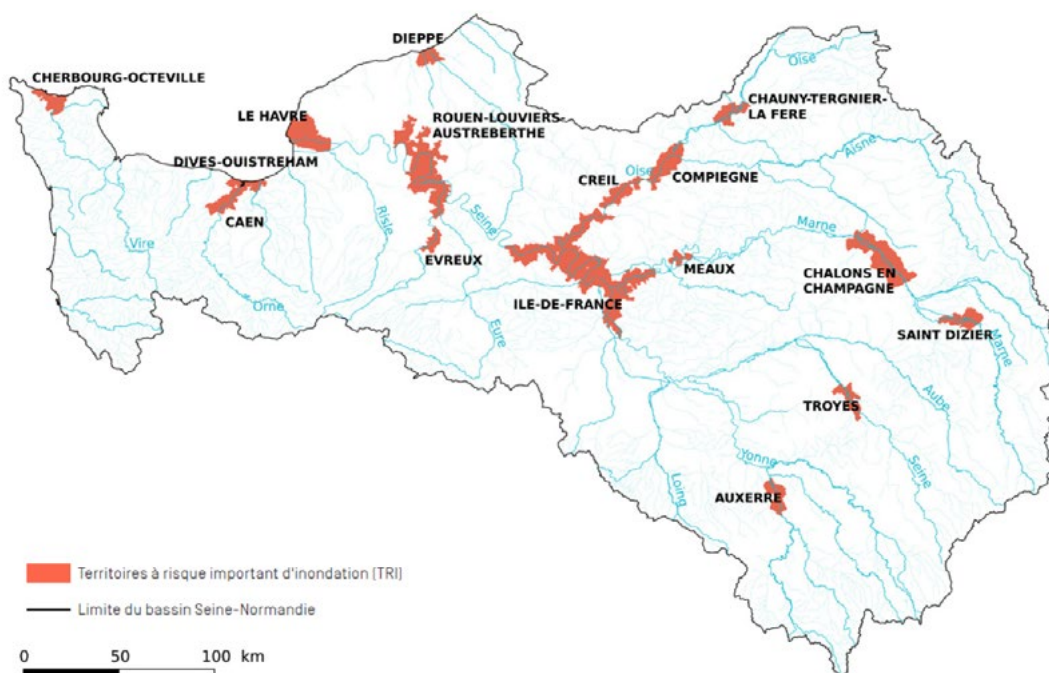 DIEPPE
Oise
CHERBOURG-OCTEVILLE
CHAUNY-TERGNIER-
LA FERE
LE HAVRE
ROUEN-LOUVIERS-
AUSTREBERTHE
Aisne
DIVES-OUISTREHAM
Oise
CREIL
COMPIEGNE
CAEN
Risle
Seine
Marne
Vire
EVREUX
MEAUX
CHALONS EN
CHAMPAGNE
Orne
ILE-DE-FRANCE
Eure
SAINT DIZIER
Marne
Aube
TROYES
Yonne
Seine
Loing
AUXERRE
Territoires à risque important d'inondation (TRI)
Limite du bassin Seine-Normandie
0 50 100 km